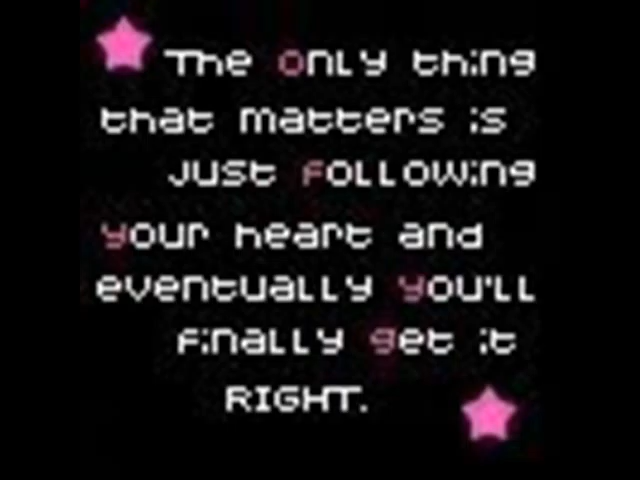 The Only thing
that matters is
just Following
your heart and
eventually you'll
finally get it
RIGHT.